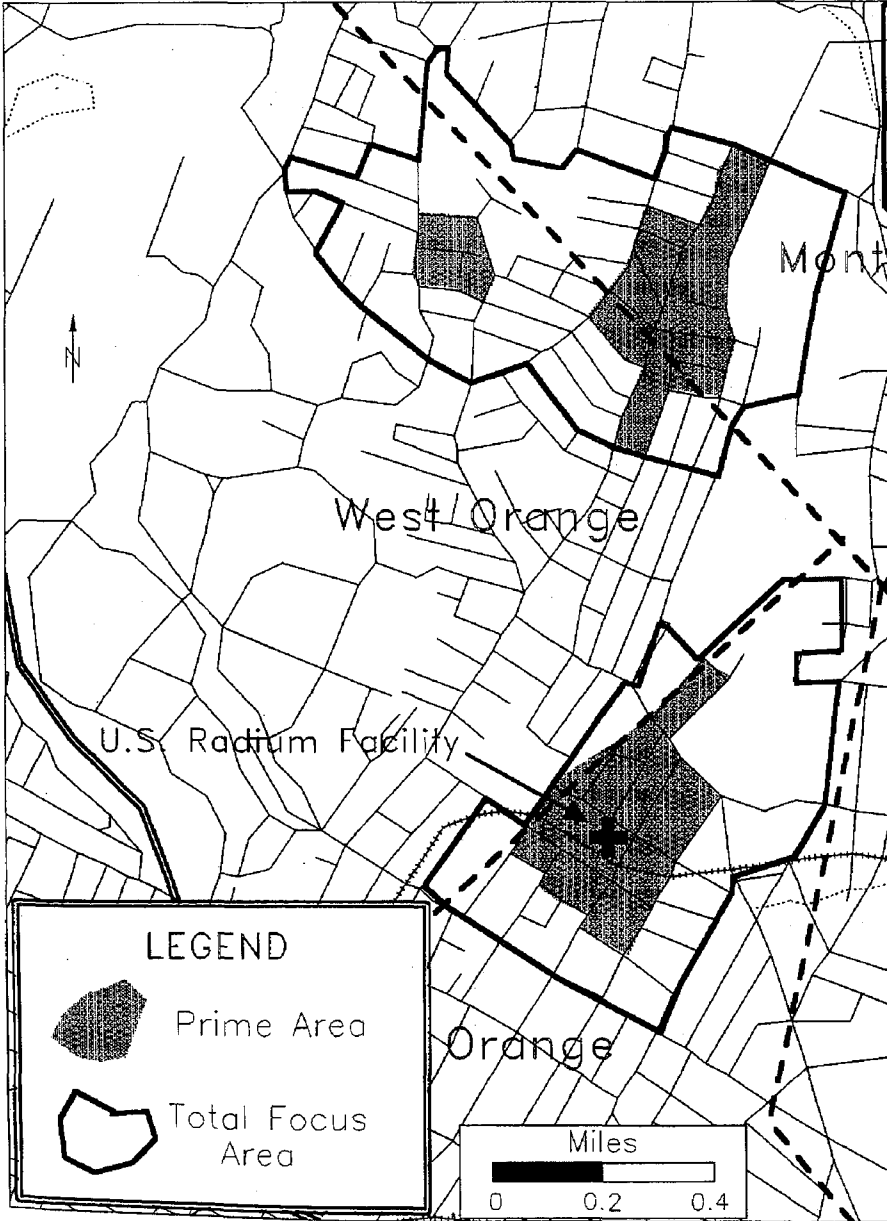 Mont
N
West Orange
U.S. Radium Facility
LEGEND
Prime Area
Total Focus
Area
Orange
Miles
0 0.2 0.4